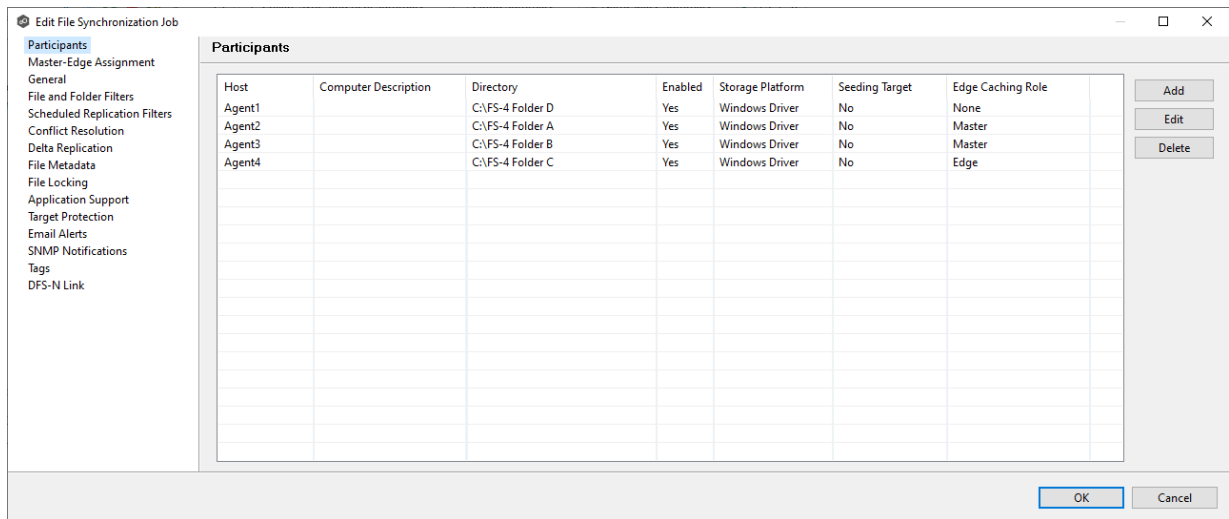 Edit File Synchronization Job
Participants
Master-Edge Assignment
General
File and Folder Filters
Scheduled Replication Filters
Conflict Resolution
Delta Replication
File Metadata
File Locking
Application Support
Target Protection
Email Alerts
SNMP Notifications
Tags
DFS-N Link
Participants
Host Computer Description Directory Enabled Storage Platform Seeding Target Edge Caching Role
Agent1 C:\FS-4 Folder D Yes Windows Driver No None
Agent2 C:\FS-4 Folder A Yes Windows Driver No Master
Agent3 C:\FS-4 Folder B Yes Windows Driver No Master
Agent4 C:\FS-4 Folder C Yes Windows Driver No Edge
Add
Edit
Delete
OK Cancel